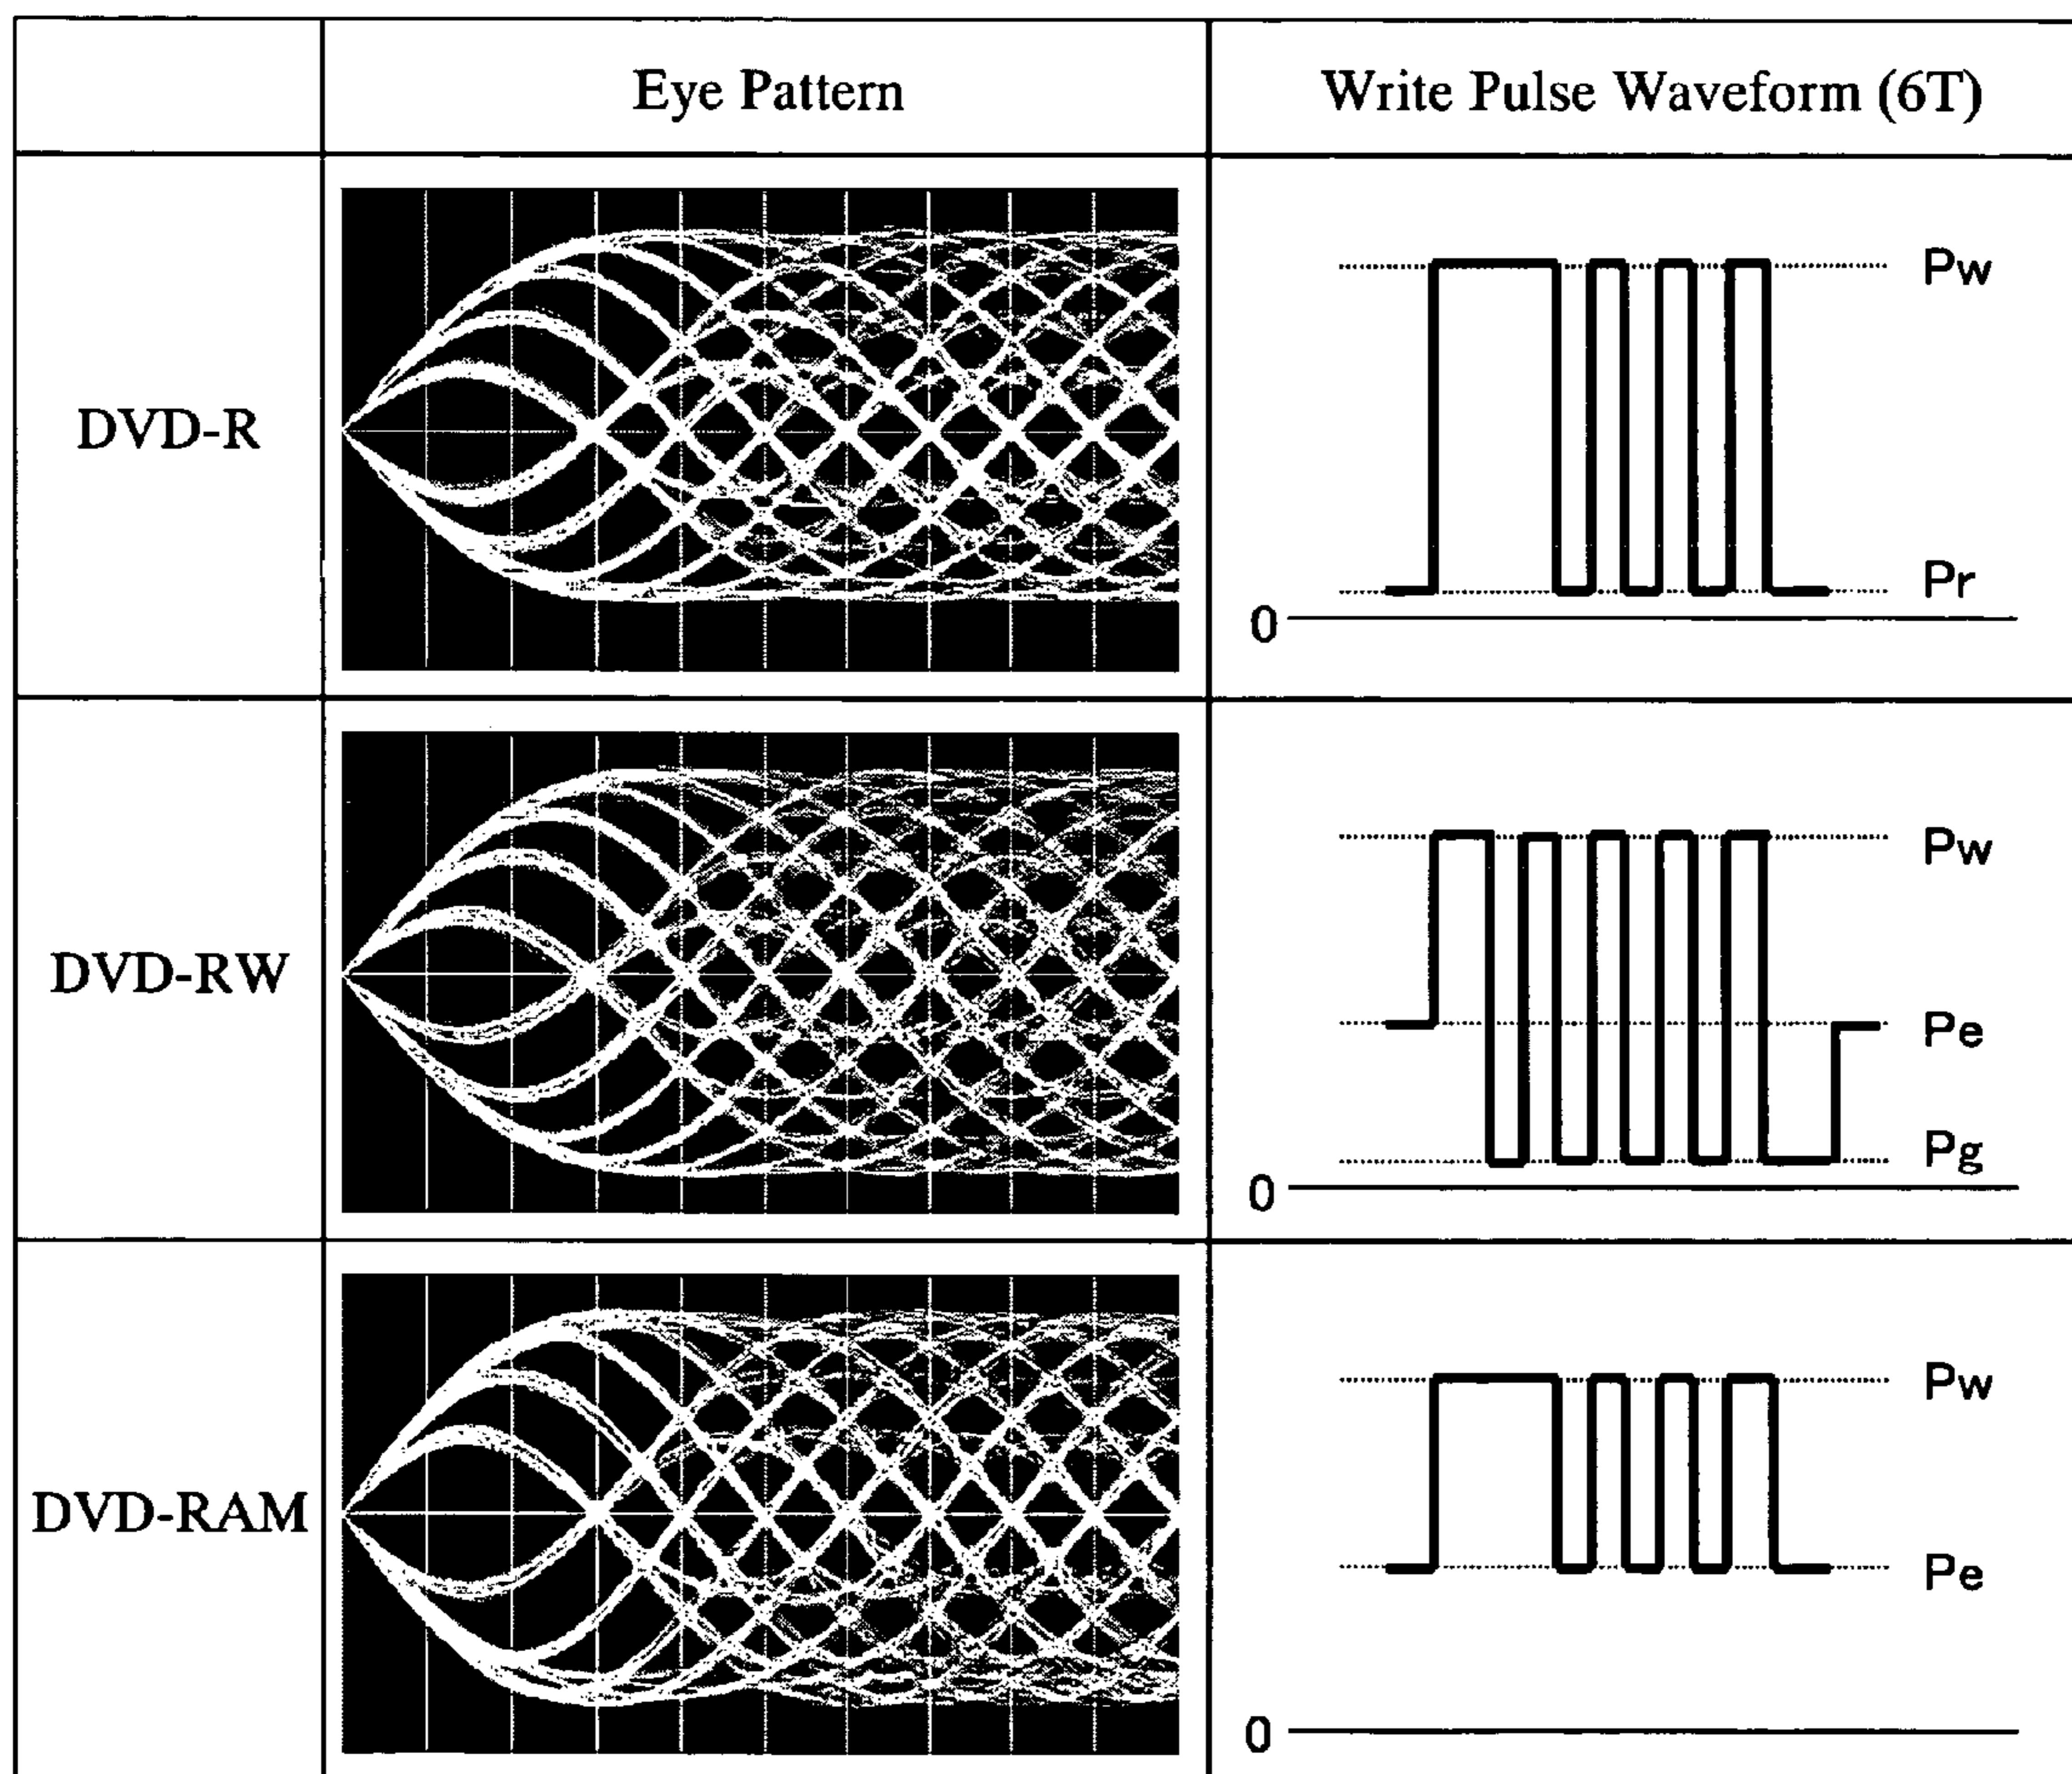 Eye Pattern
Write Pulse Waveform (6T)
DVD-R
Pw
Pr
0
DVD-RW
Pw
Pe
Pg
0
DVD-RAM
Pw
Pe
0